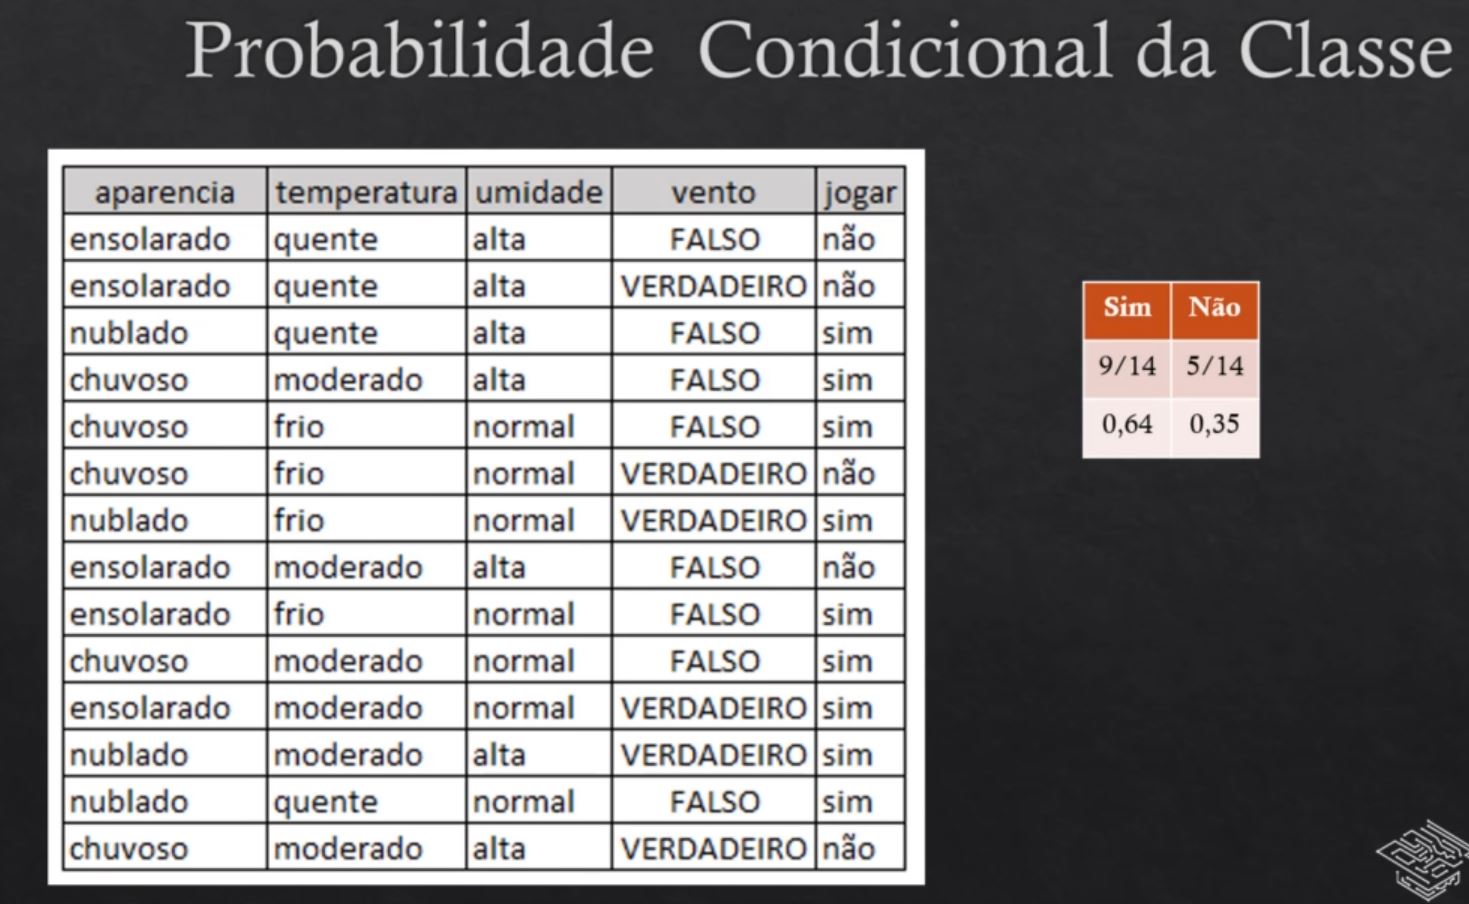 Probabilidade Condicional da Classe
aparencia temperatura umidade vento jogar
ensolarado quente alta FALSO não
ensolarado quente alta VERDADEIRO não
nublado quente alta FALSO sim
chuvoso moderado alta FALSO sim
chuvoso frio normal FALSO sim
chuvoso frio normal VERDADEIRO não
nublado frio normal VERDADEIRO sim
ensolarado moderado alta FALSO não
ensolarado frio normal FALSO sim
chuvoso moderado normal FALSO sim
ensolarado moderado normal VERDADEIRO sim
nublado moderado alta VERDADEIRO sim
nublado quente normal FALSO sim
chuvoso moderado alta VERDADEIRO não
Sim Não
9/14 5/14
0,64 0,35